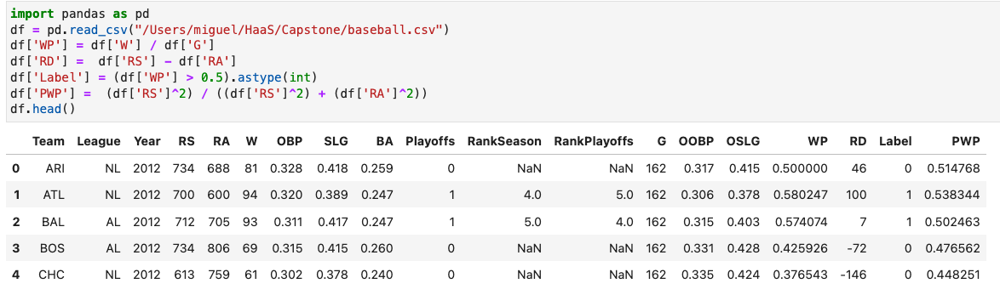 import pandas as pd
df = pd.read_csv("/Users/miguel/HaaS/Capstone/baseball.csv")
df['WP'] = df['W'] / df['G']
df['RD'] =  df['RS'] - df['RA']
df['Label'] = (df['WP'] > 0.5).astype(int)
df['PWP'] =  (df['RS']^2) / ((df['RS']^2) + (df['RA']^2))
df.head()
Team League Year RS RA W OBP SLG BA Playoffs RankSeason RankPlayoffs G OOBP OSLG WP RD Label PWP
0 ARI NL 2012 734 688 81 0.328 0.418 0.259 0 NaN NaN 162 0.317 0.415 0.500000 46 0 0.514768
1 ATL NL 2012 700 600 94 0.320 0.389 0.247 1 4.0 5.0 162 0.306 0.378 0.580247 100 1 0.538344
2 BAL AL 2012 712 705 93 0.311 0.417 0.247 1 5.0 4.0 162 0.315 0.403 0.574074 7 1 0.502463
3 BOS AL 2012 734 806 69 0.315 0.415 0.260 0 NaN NaN 162 0.331 0.428 0.425926 -72 0 0.476562
4 CHC NL 2012 613 759 61 0.302 0.378 0.240 0 NaN NaN 162 0.335 0.424 0.376543 -146 0 0.448251